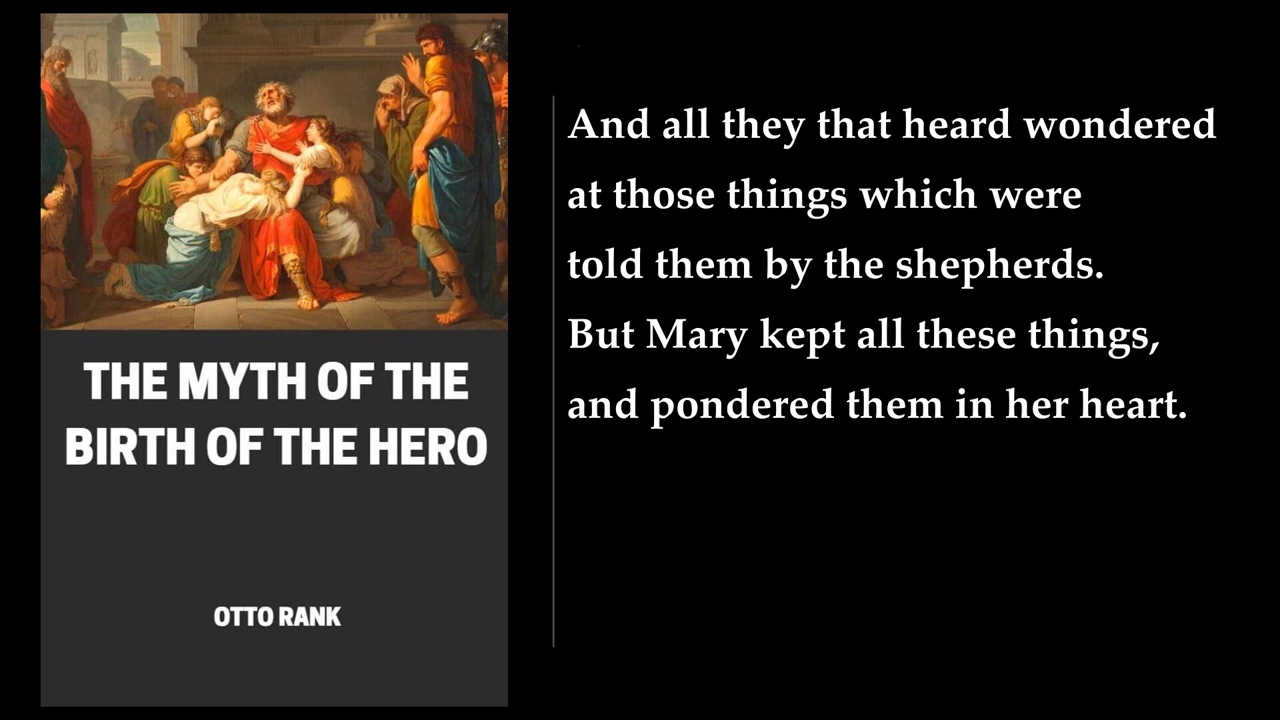 THE MYTH OF THE
BIRTH OF THE HERO
OTTO RANK
And all they that heard wondered
at those things which were
told them by the shepherds.
But Mary kept all these things,
and pondered them in her heart.